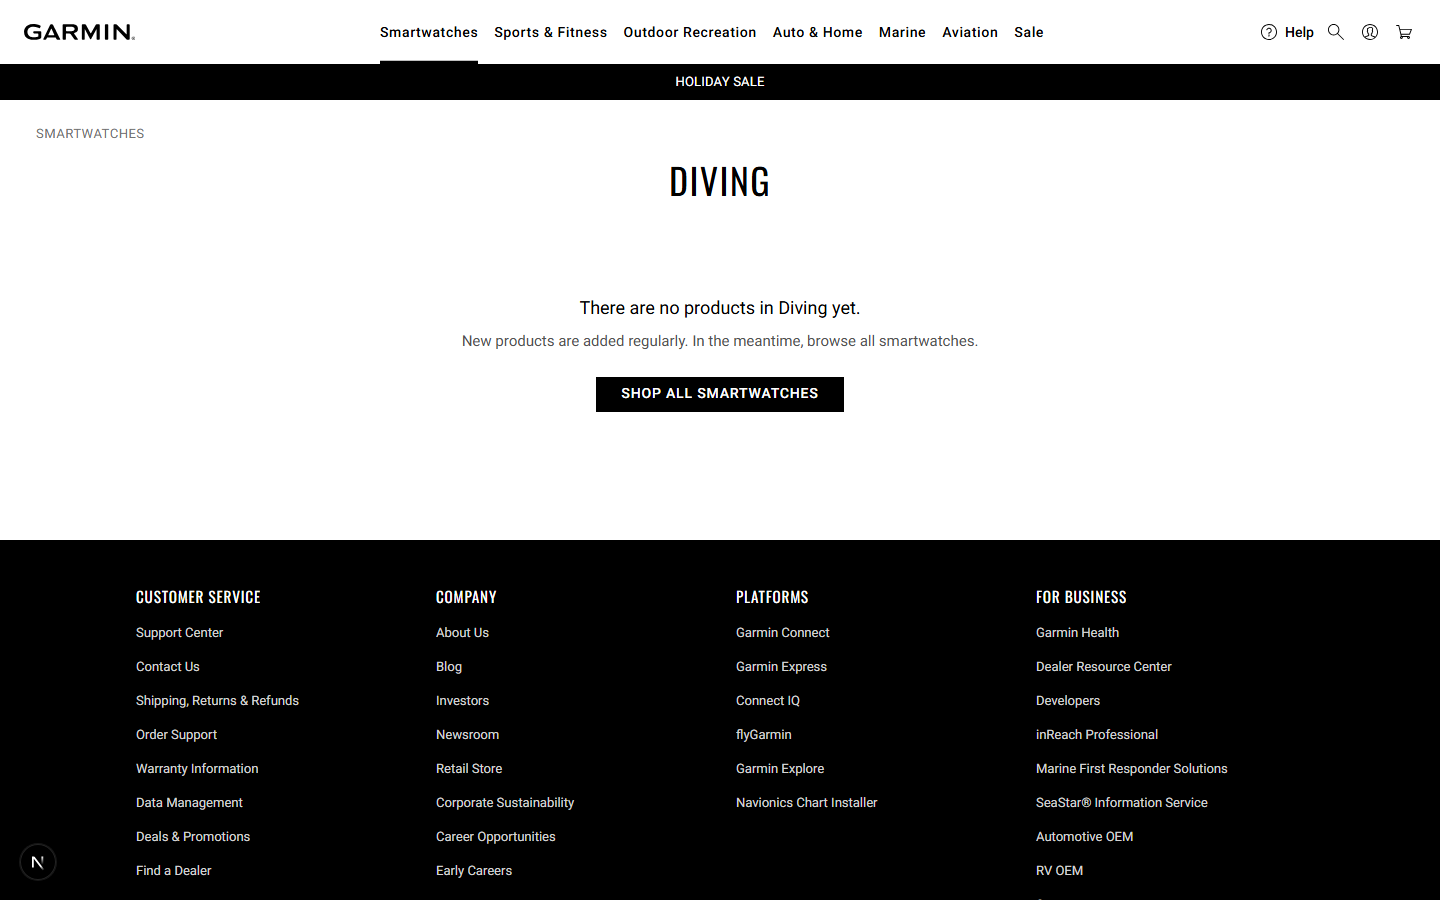 GARMIN
Smartwatches Sports & Fitness Outdoor Recreation Auto & Home Marine Aviation Sale
Help
HOLIDAY SALE
SMARTWATCHES
DIVING
There are no products in Diving yet.
New products are added regularly. In the meantime, browse all smartwatches.
SHOP ALL SMARTWATCHES
CUSTOMER SERVICE
Support Center
Contact Us
Shipping, Returns & Refunds
Order Support
Warranty Information
Data Management
Deals & Promotions
Find a Dealer
COMPANY
About Us
Blog
Investors
Newsroom
Retail Store
Corporate Sustainability
Career Opportunities
Early Careers
PLATFORMS
Garmin Connect
Garmin Express
Connect IQ
flyGarmin
Garmin Explore
Navionics Chart Installer
FOR BUSINESS
Garmin Health
Dealer Resource Center
Developers
inReach Professional
Marine First Responder Solutions
SeaStar® Information Service
Automotive OEM
RV OEM
N